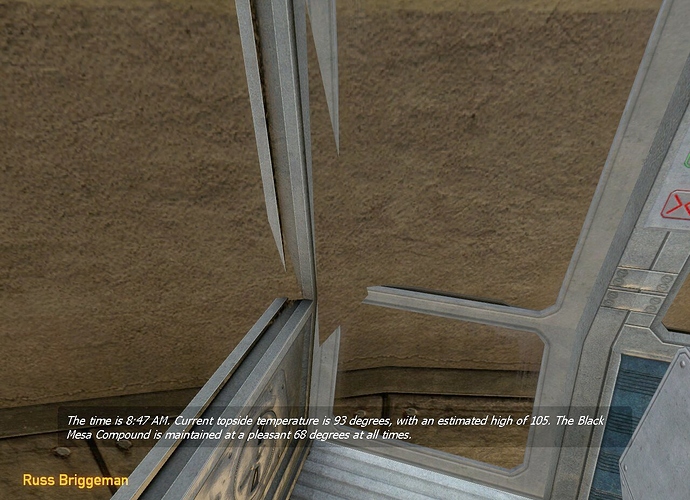 The time is 8:47 AM. Current topside temperature is 93 degrees, with an estimated high of 105. The Black
Mesa Compound is maintained at a pleasant 68 degrees at all times.
Russ Briggeman